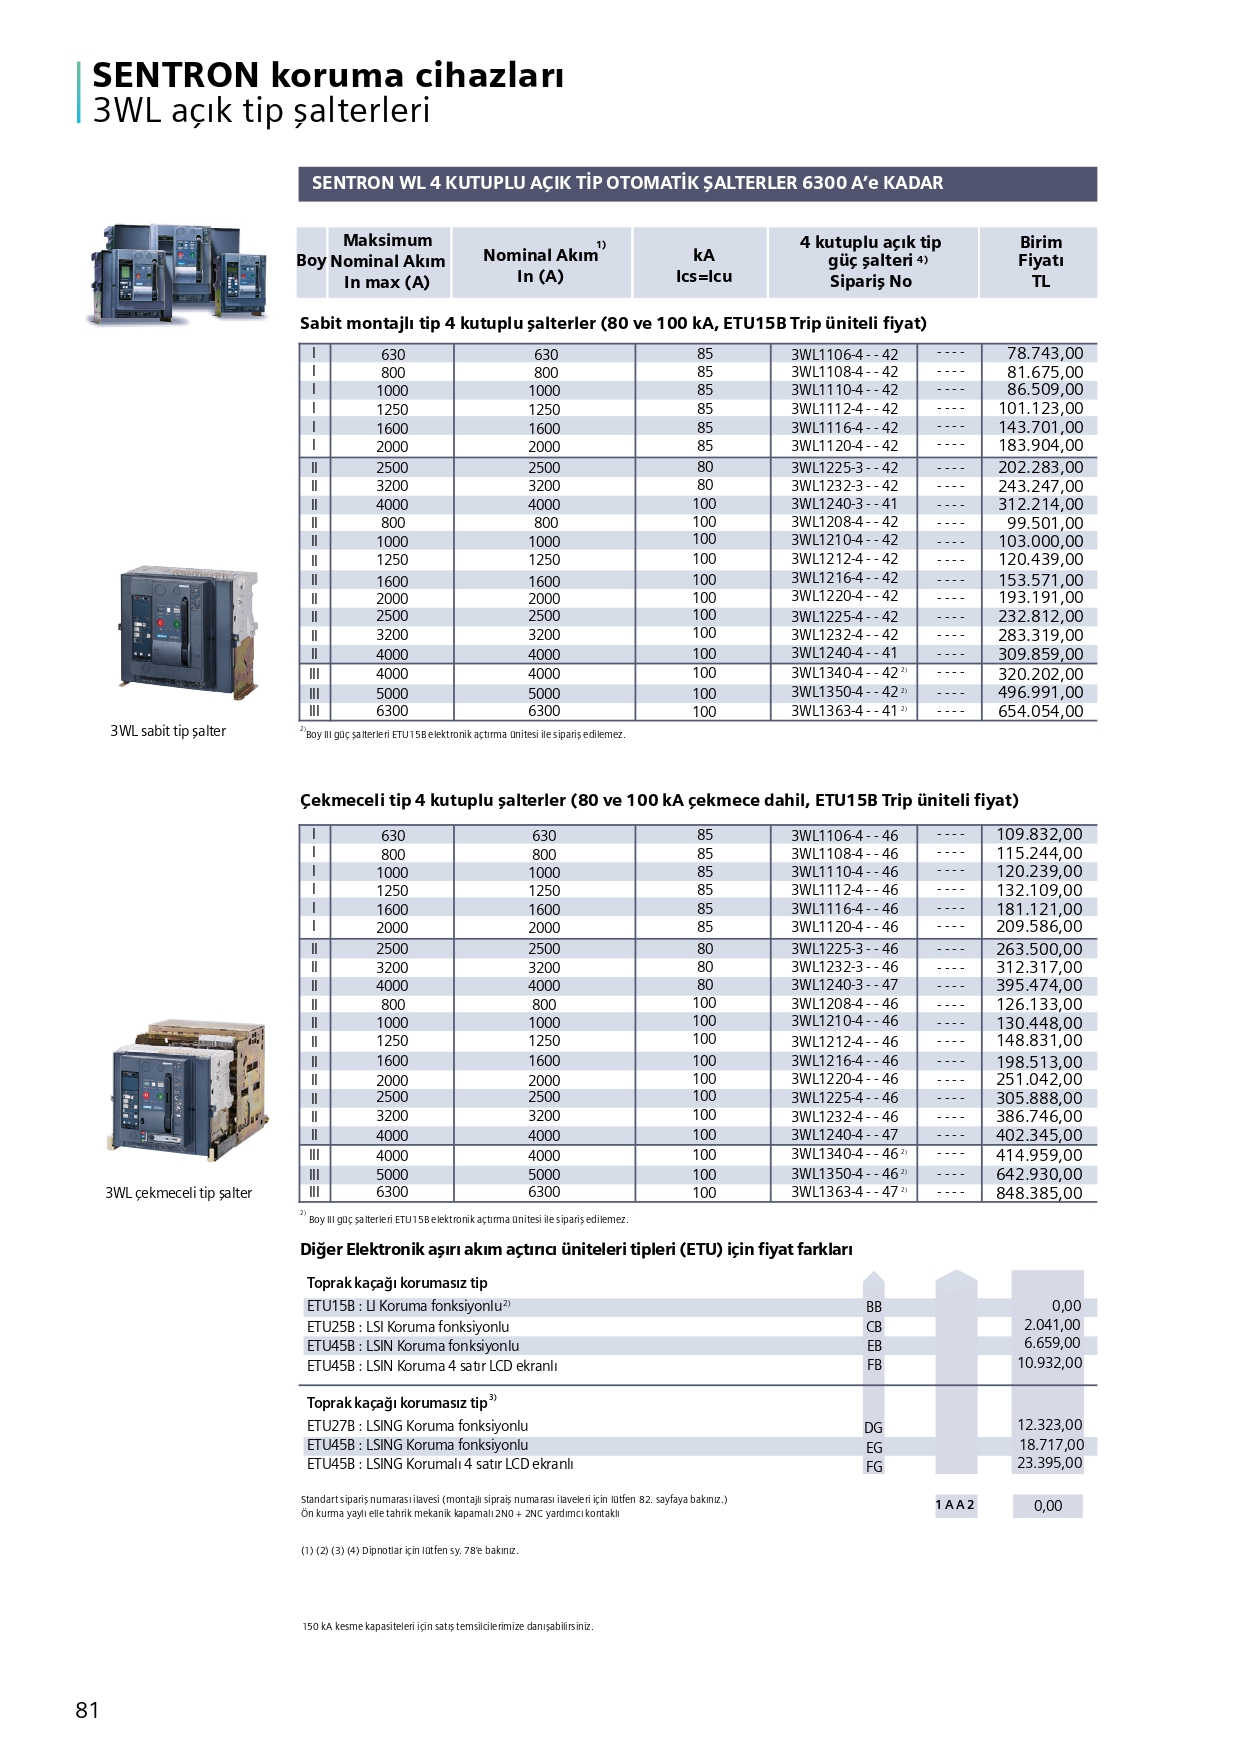 SENTRON koruma cihazları
3WL açık tip şalterleri
SENTRON WL 4 KUTUPLU AÇIK TİP OTOMATİK ŞALTERLER 6300 A'e KADAR
Boy Maksimum Nominal Akım In max (A) Nominal Akım 1) In (A) kA Ics=Icu 4 kutuplu açık tip güç şalteri 4) Sipariş No Birim Fiyatı TL
Sabit montajlı tip 4 kutuplu şalterler (80 ve 100 kA, ETU15B Trip üniteli fiyat)
I 630 630 85 3WL1106-4 - - 42 - - - - 78.743,00
I 800 800 85 3WL1108-4 - - 42 - - - - 81.675,00
I 1000 1000 85 3WL1110-4 - - 42 - - - - 86.509,00
I 1250 1250 85 3WL1112-4 - - 42 - - - - 101.123,00
I 1600 1600 85 3WL1116-4 - - 42 - - - - 143.701,00
I 2000 2000 85 3WL1120-4 - - 42 - - - - 183.904,00
II 2500 2500 80 3WL1225-3 - - 42 - - - - 202.283,00
II 3200 3200 80 3WL1232-3 - - 42 - - - - 243.247,00
II 4000 4000 100 3WL1240-3 - - 41 - - - - 312.214,00
II 800 800 100 3WL1208-4 - - 42 - - - - 99.501,00
II 1000 1000 100 3WL1210-4 - - 42 - - - - 103.000,00
II 1250 1250 100 3WL1212-4 - - 42 - - - - 120.439,00
II 1600 1600 100 3WL1216-4 - - 42 - - - - 153.571,00
II 2000 2000 100 3WL1220-4 - - 42 - - - - 193.191,00
II 2500 2500 100 3WL1225-4 - - 42 - - - - 232.812,00
II 3200 3200 100 3WL1232-4 - - 42 - - - - 283.319,00
II 4000 4000 100 3WL1240-4 - - 41 - - - - 309.859,00
III 4000 4000 100 3WL1340-4 - - 42 2) - - - - 320.202,00
III 5000 5000 100 3WL1350-4 - - 42 2) - - - - 496.991,00
III 6300 6300 100 3WL1363-4 - - 41 2) - - - - 654.054,00
3WL sabit tip şalter
2) Boy III güç şalterleri ETU15B elektronik açtırma ünitesi ile sipariş edilemez.
Çekmeceli tip 4 kutuplu şalterler (80 ve 100 kA çekmece dahil, ETU15B Trip üniteli fiyat)
I 630 630 85 3WL1106-4 - - 46 - - - - 109.832,00
I 800 800 85 3WL1108-4 - - 46 - - - - 115.244,00
I 1000 1000 85 3WL1110-4 - - 46 - - - - 120.239,00
I 1250 1250 85 3WL1112-4 - - 46 - - - - 132.109,00
I 1600 1600 85 3WL1116-4 - - 46 - - - - 181.121,00
I 2000 2000 85 3WL1120-4 - - 46 - - - - 209.586,00
II 2500 2500 80 3WL1225-3 - - 46 - - - - 263.500,00
II 3200 3200 80 3WL1232-3 - - 46 - - - - 312.317,00
II 4000 4000 80 3WL1240-3 - - 47 - - - - 395.474,00
II 800 800 100 3WL1208-4 - - 46 - - - - 126.133,00
II 1000 1000 100 3WL1210-4 - - 46 - - - - 130.448,00
II 1250 1250 100 3WL1212-4 - - 46 - - - - 148.831,00
II 1600 1600 100 3WL1216-4 - - 46 - - - - 198.513,00
II 2000 2000 100 3WL1220-4 - - 46 - - - - 251.042,00
II 2500 2500 100 3WL1225-4 - - 46 - - - - 305.888,00
II 3200 3200 100 3WL1232-4 - - 46 - - - - 386.746,00
II 4000 4000 100 3WL1240-4 - - 47 - - - - 402.345,00
III 4000 4000 100 3WL1340-4 - - 46 2) - - - - 414.959,00
III 5000 5000 100 3WL1350-4 - - 46 2) - - - - 642.930,00
III 6300 6300 100 3WL1363-4 - - 47 2) - - - - 848.385,00
3WL çekmeceli tip şalter
2) Boy III güç şalterleri ETU15B elektronik açtırma ünitesi ile sipariş edilemez.
Diğer Elektronik aşırı akım açtırıcı üniteleri tipleri (ETU) için fiyat farkları
Toprak kaçağı korumasız tip
ETU15B : LI Koruma fonksiyonlu 2) BB 0,00
ETU25B : LSI Koruma fonksiyonlu CB 2.041,00
ETU45B : LSIN Koruma fonksiyonlu EB 6.659,00
ETU45B : LSIN Koruma 4 satır LCD ekranlı FB 10.932,00
Toprak kaçağı korumasız tip 3)
ETU27B : LSING Koruma fonksiyonlu DG 12.323,00
ETU45B : LSING Koruma fonksiyonlu EG 18.717,00
ETU45B : LSING Korumalı 4 satır LCD ekranlı FG 23.395,00
Standart sipariş numarası ilavesi (montajlı sipraiş numarası ilaveleri için lütfen 82. sayfaya bakınız.)
Ön kurma yaylı elle tahrik mekanik kapamalı 2N0 + 2NC yardımcı kontaklı 1 A A 2 0,00
(1) (2) (3) (4) Dipnotlar için lütfen sy. 78'e bakınız.
150 kA kesme kapasiteleri için satış temsilcilerimize danışabilirsiniz.
81